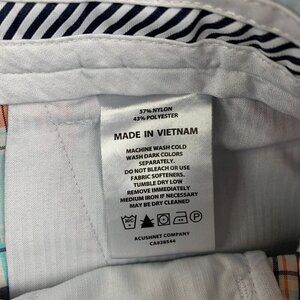 57% NYLON
43% POLYESTER
MADE IN VIETNAM
MACHINE WASH COLD
WASH DARK COLORS
SEPARATELY.
DO NOT BLEACH OR USE
FABRIC SOFTENERS.
TUMBLE DRY LOW
REMOVE IMMEDIATELY
MEDIUM IRON IF NECESSARY
MAY BE DRY CLEANED
ACUSHNET COMPANY
CA#28544